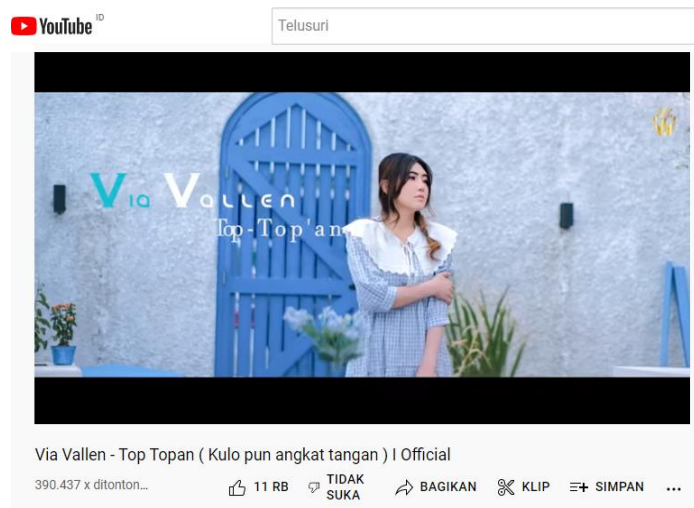 YouTube ID
Telusuri
Via Vallen
Top-Top'an
Via Vallen - Top Topan ( Kulo pun angkat tangan ) I Official
390.437 x ditonton...
11 RB
TIDAK
SUKA
BAGIKAN
KLIP
SIMPAN
...